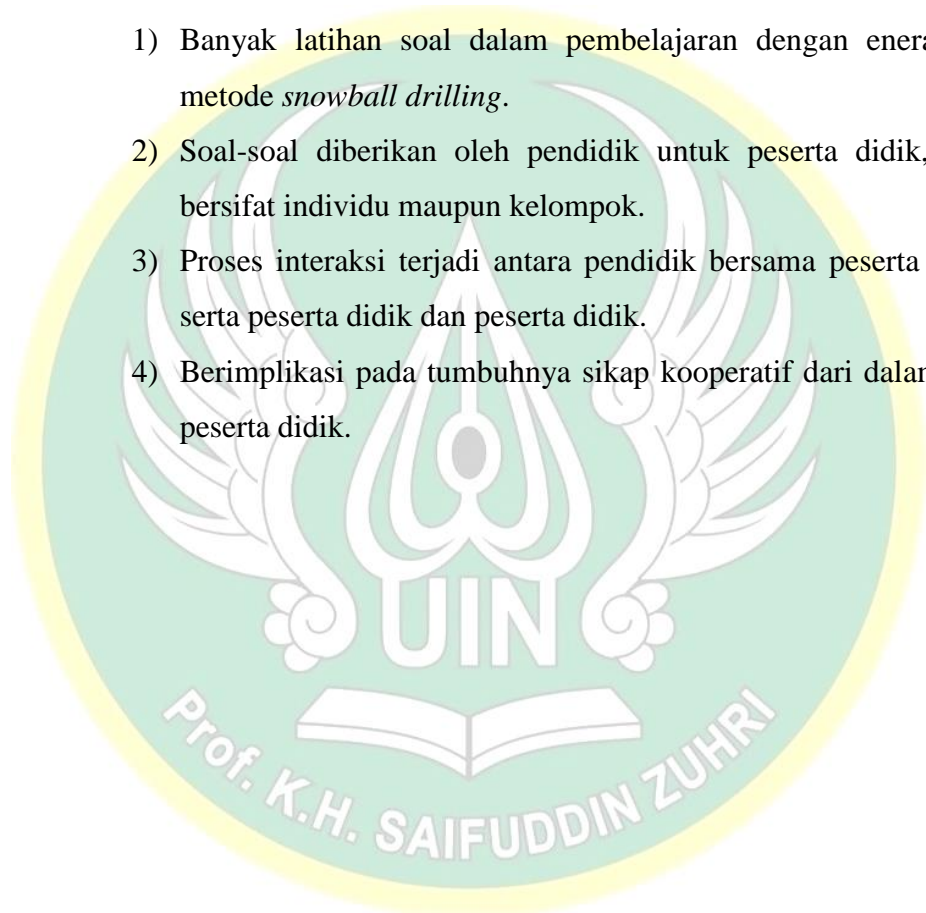 1) Banyak latihan soal dalam pembelajaran dengan
metode snowball drilling.
2) Soal-soal diberikan oleh pendidik untuk peserta didik,
bersifat individu maupun kelompok.
3) Proses interaksi terjadi antara pendidik bersama peserta
serta peserta didik dan peserta didik.
4) Berimplikasi pada tumbuhnya sikap kooperatif dari
peserta didik.
UIN
Prof. K.H. SAIFUDDIN ZUHRI